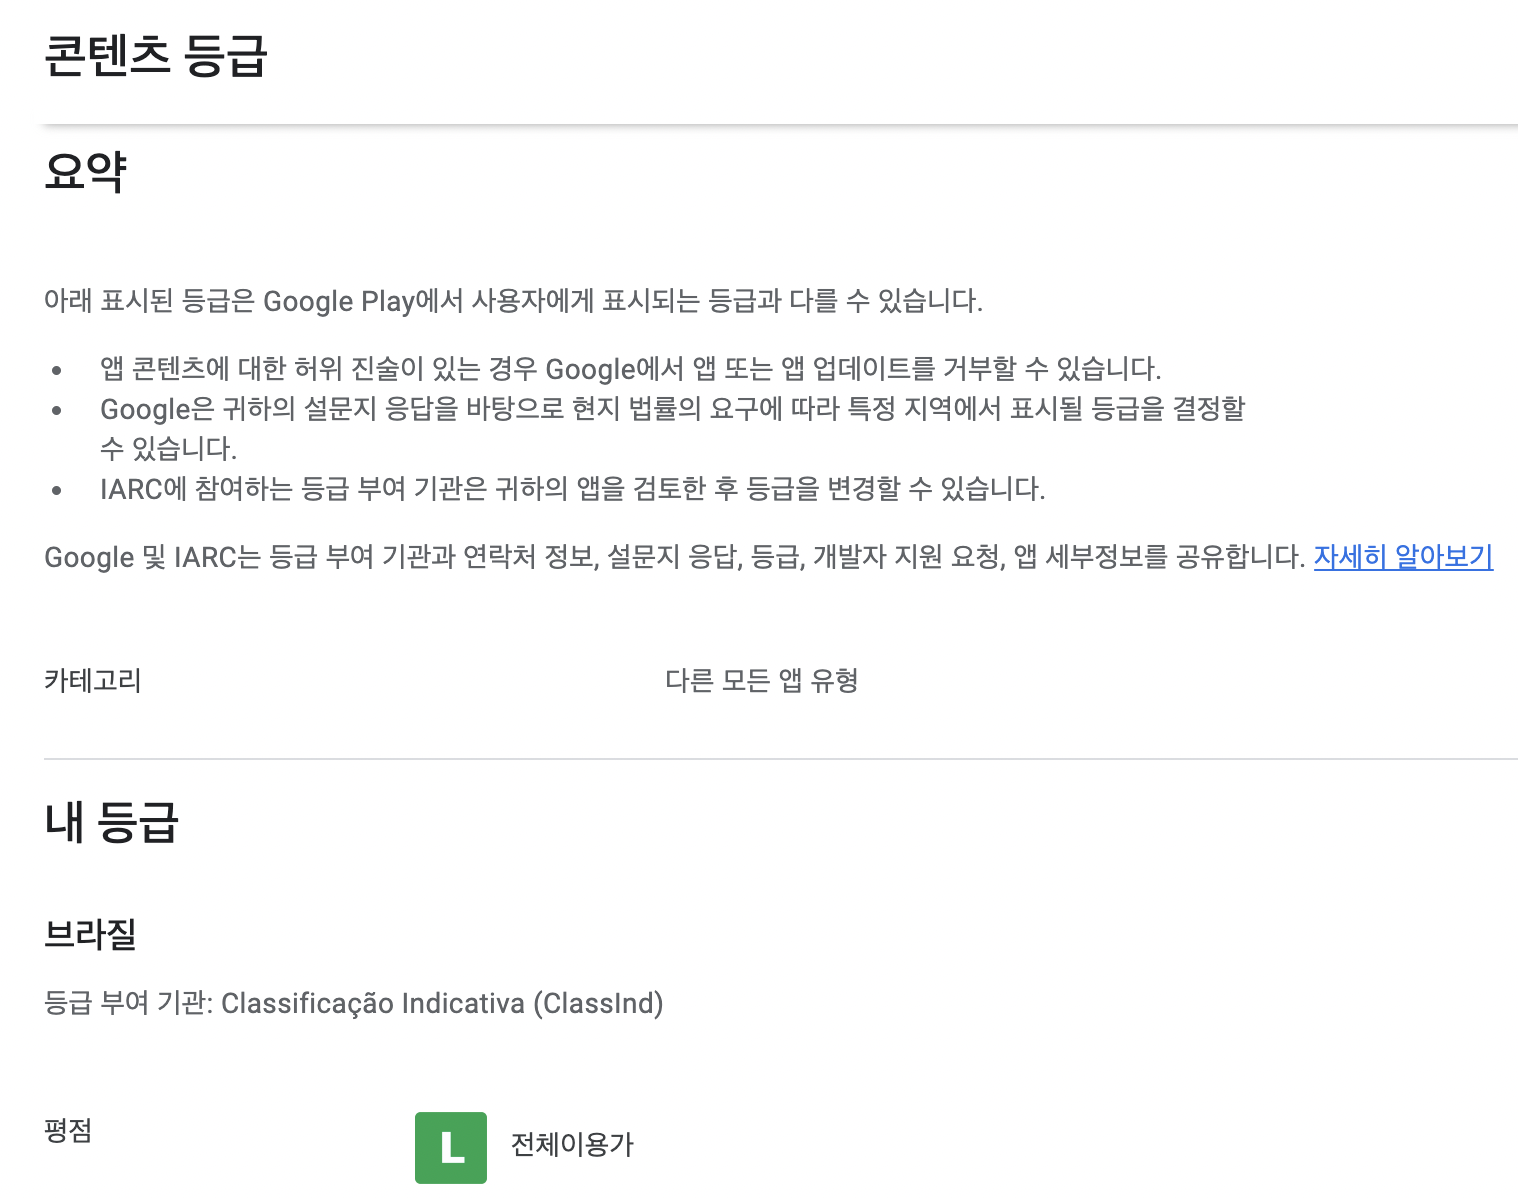 콘텐츠 등급
요약
아래 표시된 등급은 Google Play에서 사용자에게 표시되는 등급과 다를 수 있습니다.
• 앱 콘텐츠에 대한 허위 진술이 있는 경우 Google에서 앱 또는 앱 업데이트를 거부할 수 있습니다.
• Google은 귀하의 설문지 응답을 바탕으로 현지 법률의 요구에 따라 특정 지역에서 표시될 등급을 결정할
수 있습니다.
• IARC에 참여하는 등급 부여 기관은 귀하의 앱을 검토한 후 등급을 변경할 수 있습니다.
Google 및 IARC는 등급 부여 기관과 연락처 정보, 설문지 응답, 등급, 개발자 지원 요청, 앱 세부정보를 공유합니다. 자세히 알아보기
카테고리 다른 모든 앱 유형
내 등급
브라질
등급 부여 기관: Classificação Indicativa (ClassInd)
평점 L 전체이용가